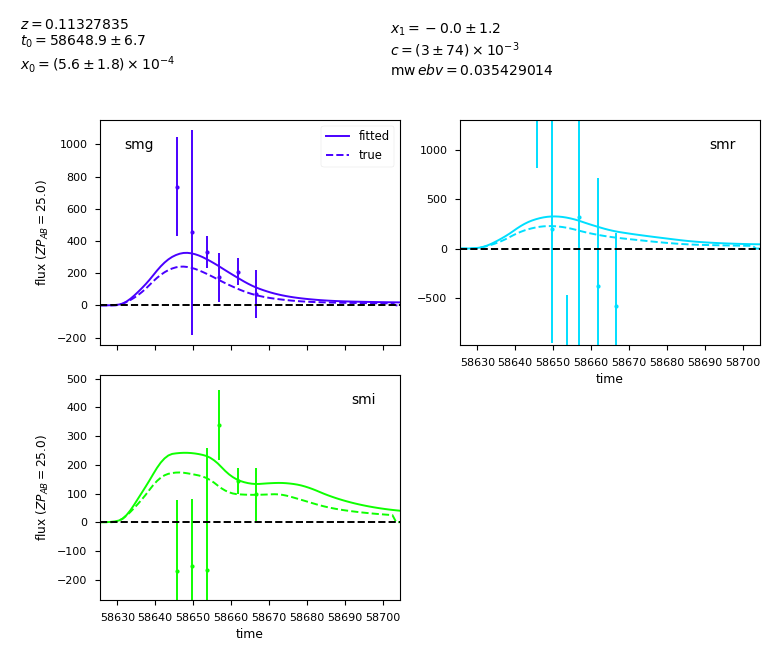 z = 0.11327835
t₀ = 58648.9 ± 6.7
x₀ = (5.6 ± 1.8) × 10⁻⁴
x₁ = −0.0 ± 1.2
c = (3 ± 74) × 10⁻³
mw ebv = 0.035429014
smg
fitted
true
1000
800
600
400
200
0
−200
flux (ZP_AB = 25.0)
smr
1000
500
0
−500
58630 58640 58650 58660 58670 58680 58690 58700
time
smi
500
400
300
200
100
0
−100
−200
flux (ZP_AB = 25.0)
58630 58640 58650 58660 58670 58680 58690 58700
time